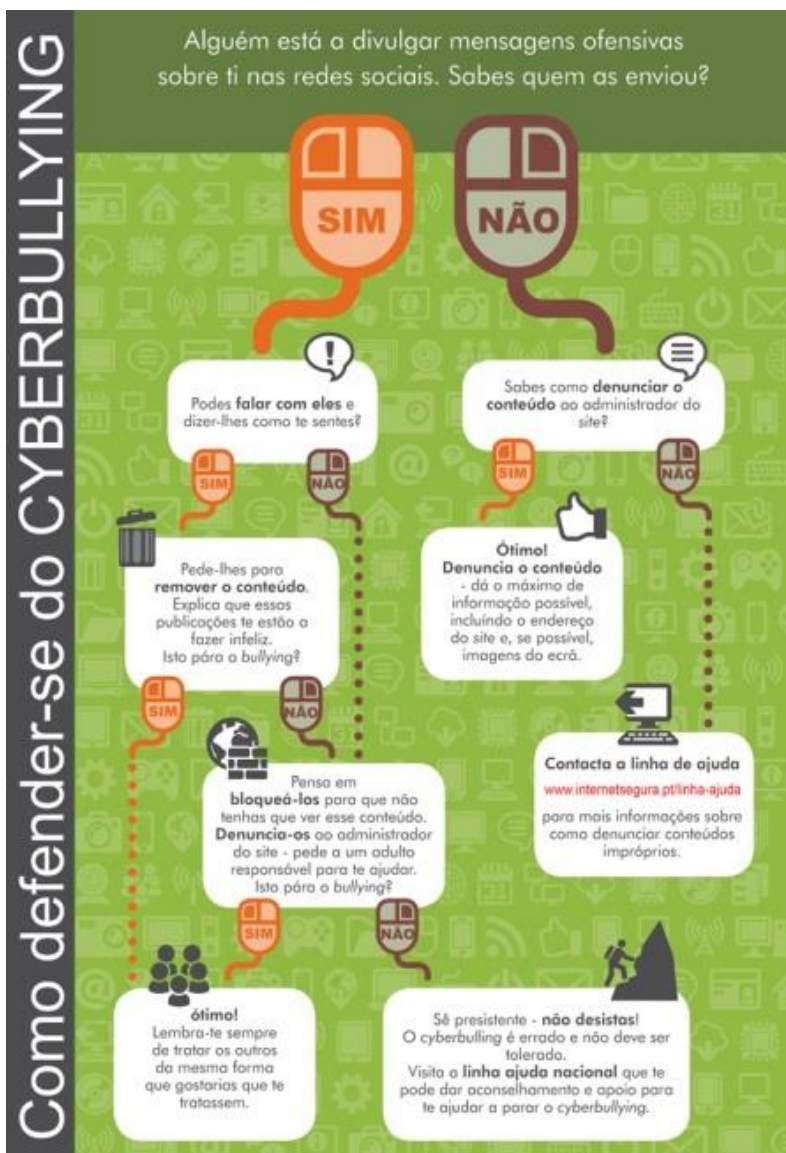 Como defender-se do CYBERBULLYING
Alguém está a divulgar mensagens ofensivas
sobre ti nas redes sociais. Sabes quem as enviou?
SIM
NÃO
Podes falar com eles e
dizer-lhes como te sentes?
SIM
NÃO
Sabes como denunciar o
conteúdo ao administrador do
site?
SIM
NÃO
Pede-lhes para
remover o conteúdo.
Explica que essas
publicações te estão a
fazer infeliz.
Isto pára o bullying?
SIM
NÃO
Ótimo!
Denuncia o conteúdo
- dá o máximo de
informação possível,
incluíndo o endereço
do site e, se possível,
imagens do ecrã.
Contacta a linha de ajuda
www.internetsegura.pt/linha-ajuda
para mais informações sobre
como denunciar conteúdos
impróprios.
Pensa em
bloqueá-los para que não
tenhas que ver esse conteúdo.
Denuncia-os ao administrador
do site - pede a um adulto
responsável para te ajudar.
Isto pára o bullying?
SIM
NÃO
ótimo!
Lembra-te sempre
de tratar os outros
da mesma forma
que gostarias que te
tratassem.
Sê presistente - não desistas!
O cyberbulling é errado e não deve ser
tolerado.
Visita a linha ajuda nacional que te
pode dar aconselhamento e apoio para
te ajudar a parar o cyberbullying.